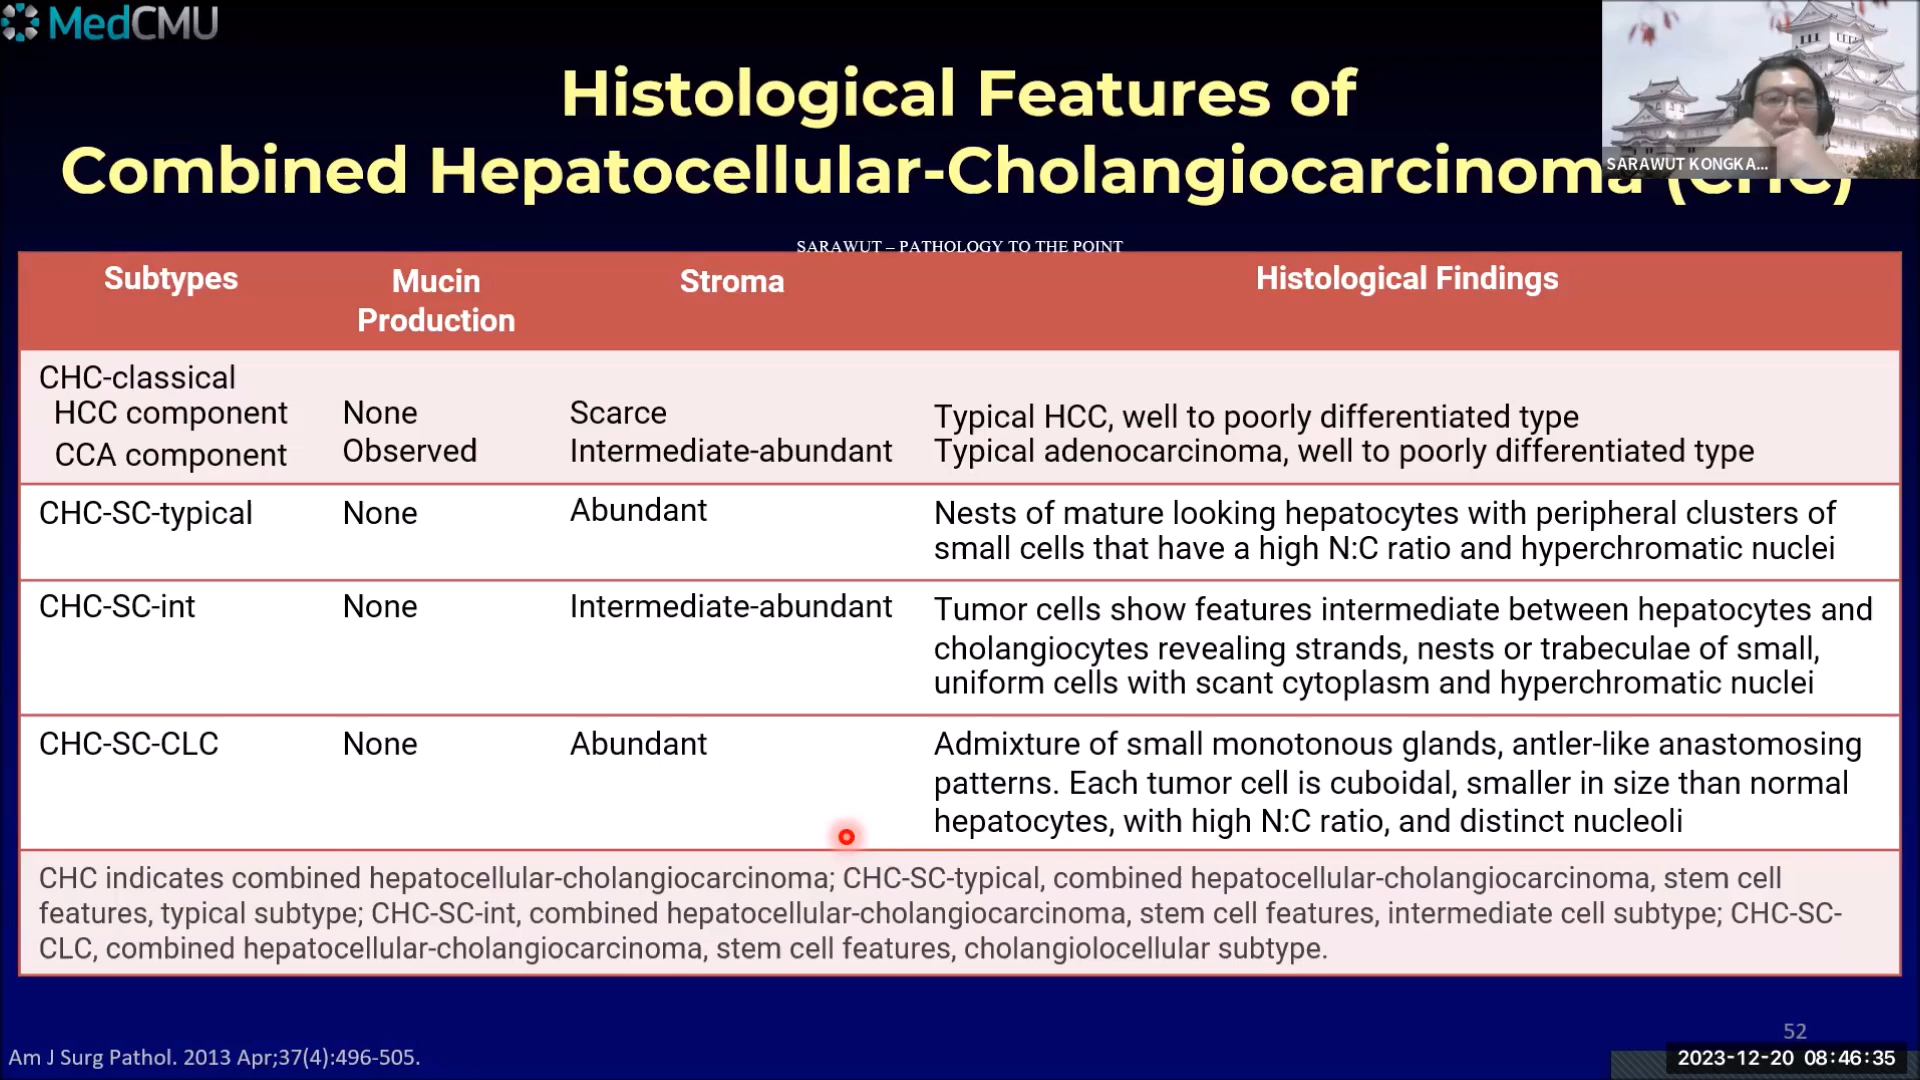 MedCMU
Histological Features of
Combined Hepatocellular-Cholangiocarcinoma (CHC)
SARAWUT KONGKA...
SARAWUT – PATHOLOGY TO THE POINT
Subtypes Mucin Production Stroma Histological Findings
CHC-classical
HCC component None Scarce Typical HCC, well to poorly differentiated type
CCA component Observed Intermediate-abundant Typical adenocarcinoma, well to poorly differentiated type
CHC-SC-typical None Abundant Nests of mature looking hepatocytes with peripheral clusters of
small cells that have a high N:C ratio and hyperchromatic nuclei
CHC-SC-int None Intermediate-abundant Tumor cells show features intermediate between hepatocytes and
cholangiocytes revealing strands, nests or trabeculae of small,
uniform cells with scant cytoplasm and hyperchromatic nuclei
CHC-SC-CLC None Abundant Admixture of small monotonous glands, antler-like anastomosing
patterns. Each tumor cell is cuboidal, smaller in size than normal
hepatocytes, with high N:C ratio, and distinct nucleoli
CHC indicates combined hepatocellular-cholangiocarcinoma; CHC-SC-typical, combined hepatocellular-cholangiocarcinoma, stem cell
features, typical subtype; CHC-SC-int, combined hepatocellular-cholangiocarcinoma, stem cell features, intermediate cell subtype; CHC-SC-
CLC, combined hepatocellular-cholangiocarcinoma, stem cell features, cholangiolocellular subtype.
52
Am J Surg Pathol. 2013 Apr;37(4):496-505.
2023-12-20 08:46:35